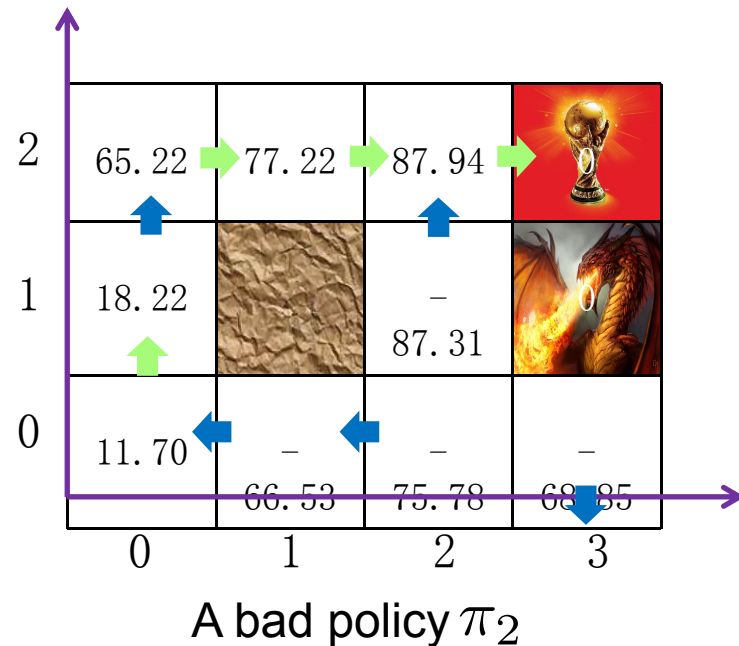 2
65.22 77.22 87.94 0
1
18.22 –
87.31 0
0
11.70 – – –
66.53 75.78 68.85
0 1 2 3
A bad policy π₂